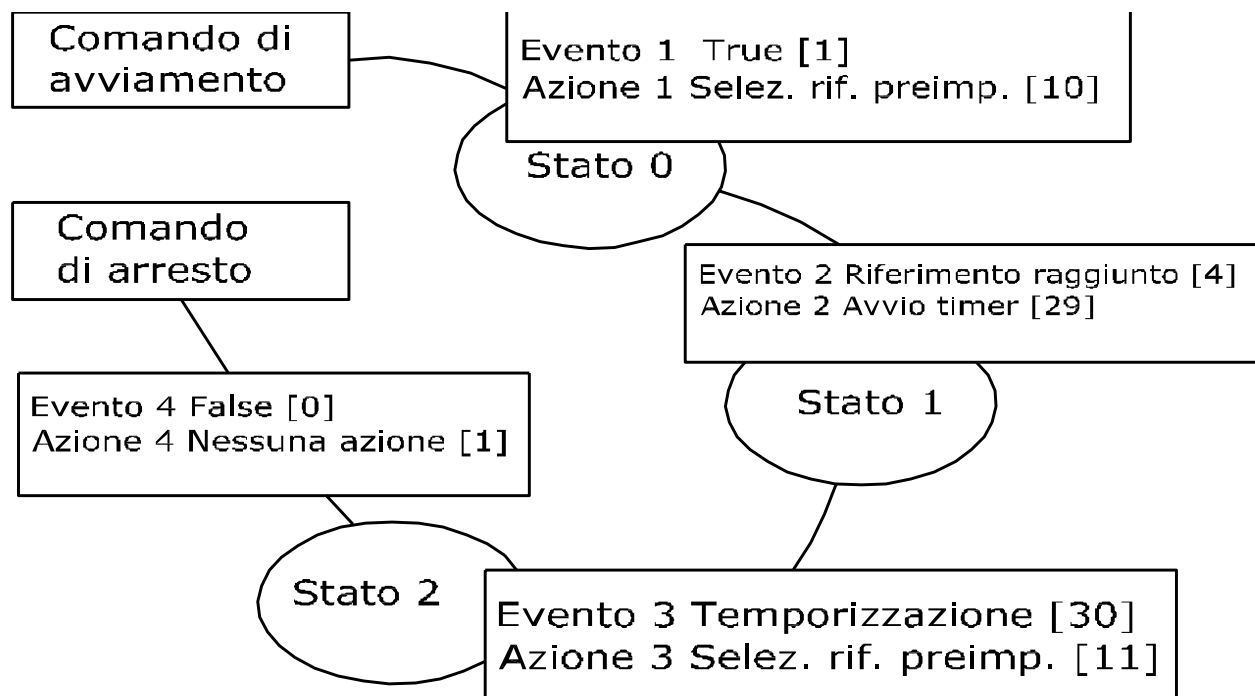 Comando di
avviamento
Evento 1 True [1]
Azione 1 Selez. rif. preimp. [10]
Stato 0
Comando
di arresto
Evento 2 Riferimento raggiunto [4]
Azione 2 Avvio timer [29]
Stato 1
Evento 4 False [0]
Azione 4 Nessuna azione [1]
Stato 2
Evento 3 Temporizzazione [30]
Azione 3 Selez. rif. preimp. [11]